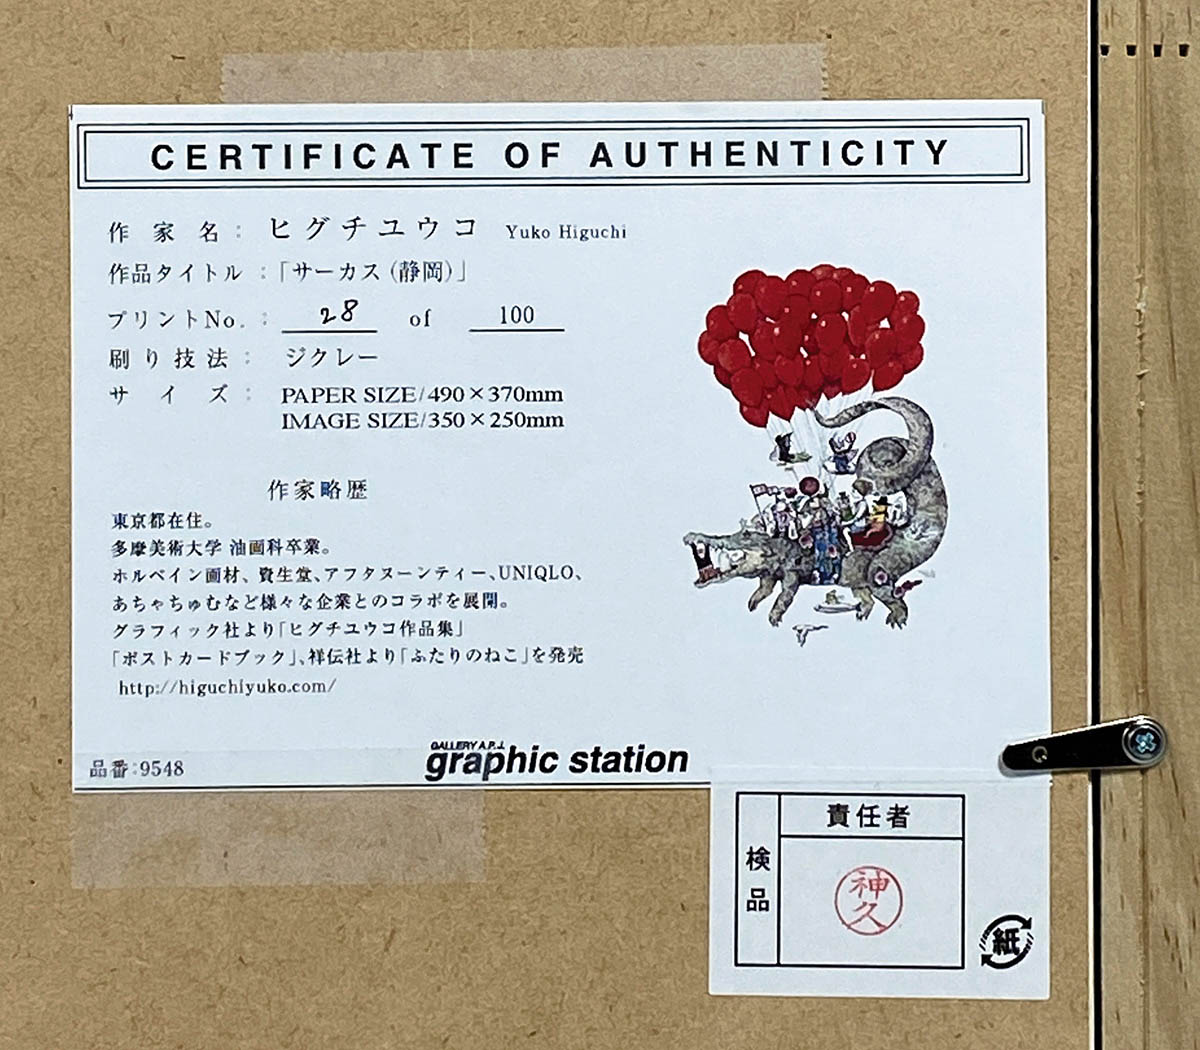 CERTIFICATE OF AUTHENTICITY
作家名：ヒグチユウコ Yuko Higuchi
作品タイトル：「サーカス（静岡）」
プリントNo.：28 of 100
刷り技法：ジクレー
サイズ：PAPER SIZE/490×370mm
IMAGE SIZE/350×250mm
作家略歴
東京都在住。
多摩美術大学 油画科卒業。
ホルベイン画材、資生堂、アフタヌーンティー、UNIQLO、
あちゃちゅむなど様々な企業とのコラボを展開。
グラフィック社より「ヒグチユウコ作品集」
「ポストカードブック」、祥伝社より「ふたりのねこ」を発売
http://higuchiyuko.com/
GALLERY A.P.J.
graphic station
品番：9548
検品
責任者
神久
紙